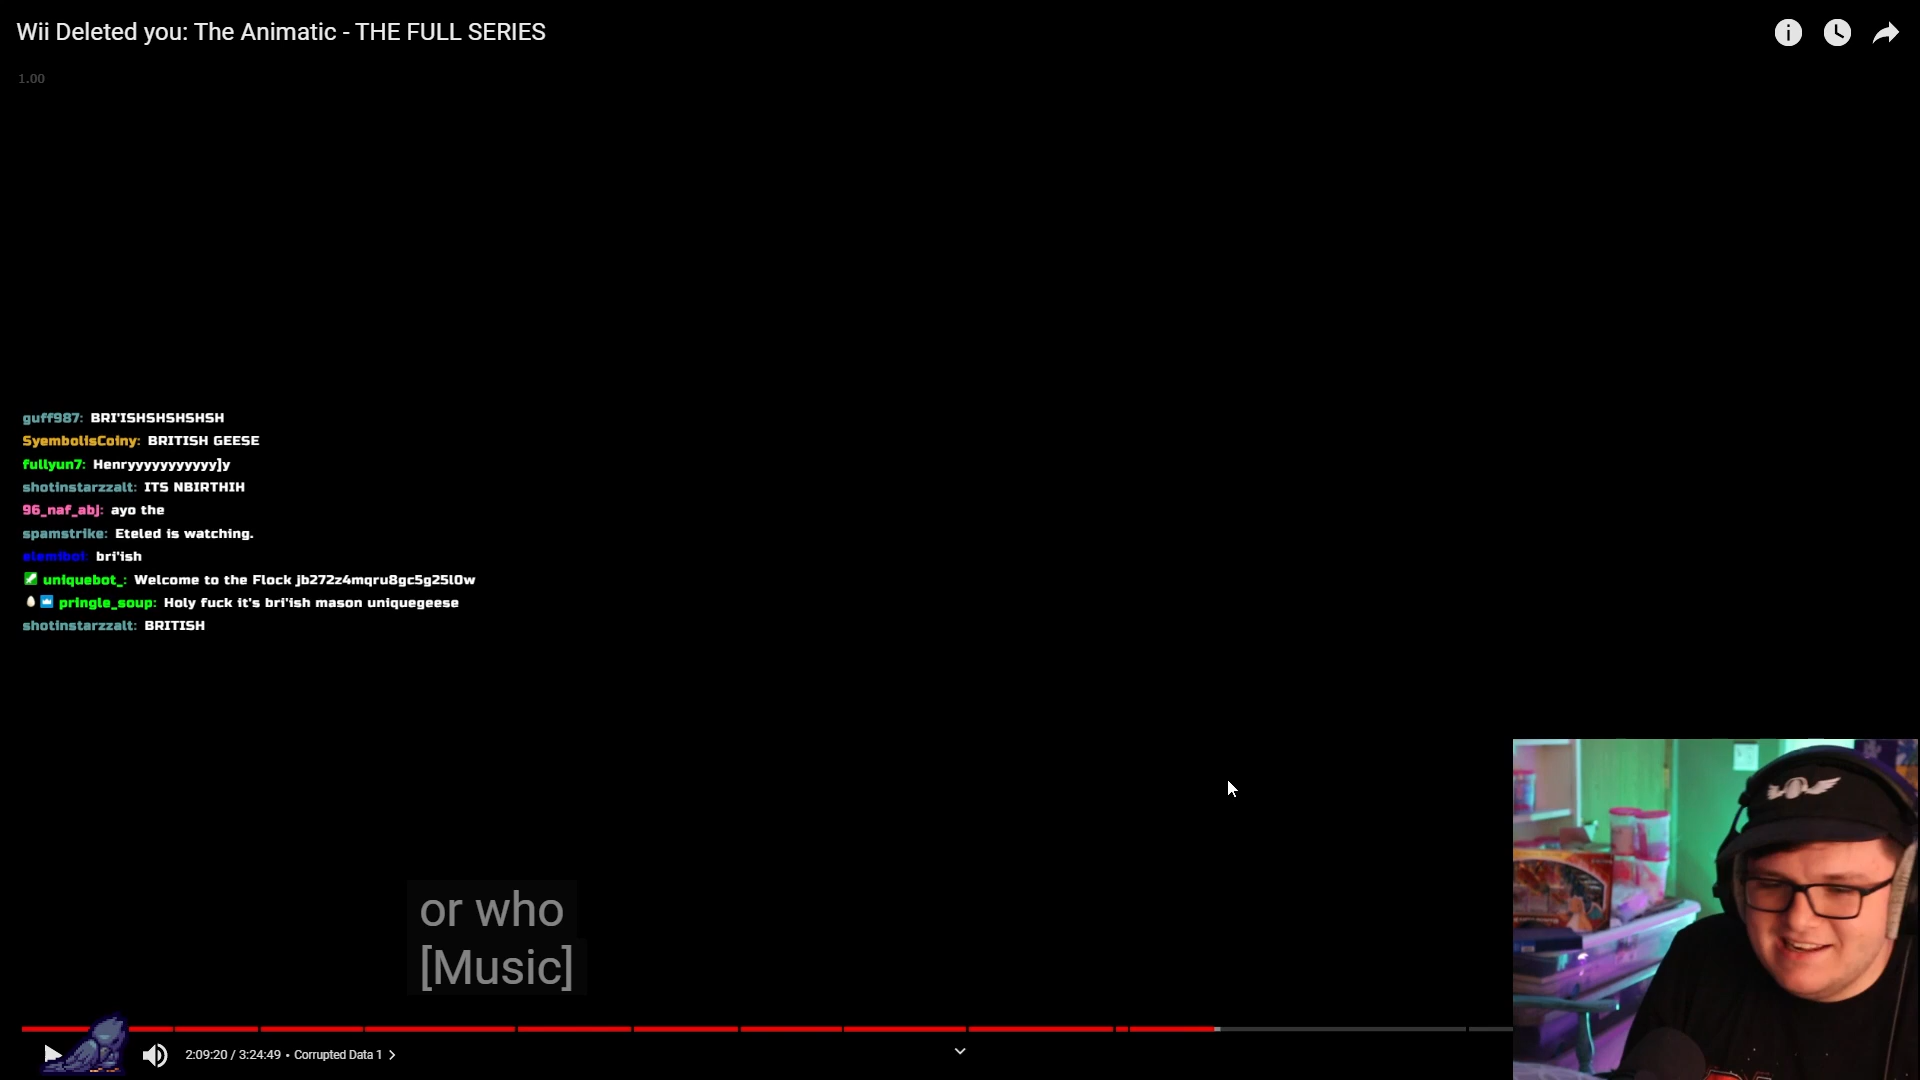 Wii Deleted you: The Animatic - THE FULL SERIES
1.00
guff987: BRI'ISHSHSHSHSH
SyembolisCoiny: BRITISH GEESE
fullyun7: Henryyyyyyyyyyy]y
shotinstarzzalt: ITS NBIRTHIH
96_naf_abj: ayo the
spamstrike: Eteled is watching.
bri'ish
uniquebot_: Welcome to the Flock jb272z4mqru8gc5g25l0w
pringle_soup: Holy fuck it's bri'ish mason uniquegeese
shotinstarzzalt: BRITISH
or who
[Music]
2:09:20 / 3:24:49 • Corrupted Data 1